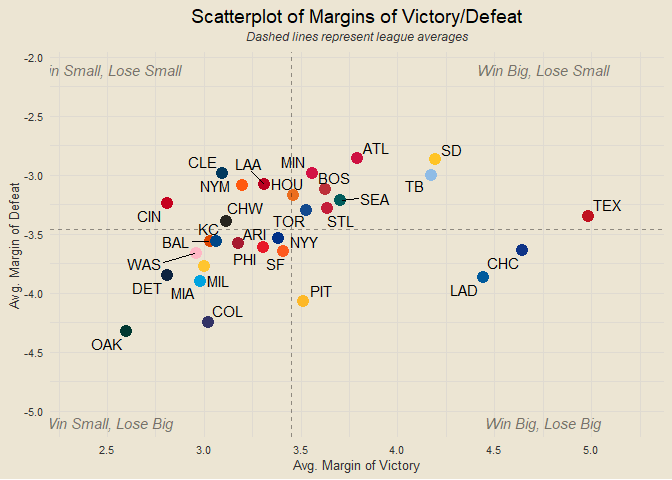 Scatterplot of Margins of Victory/Defeat
Dashed lines represent league averages
in Small, Lose Small
Win Big, Lose Small
-2.0
-2.5
-3.0
-3.5
-4.0
-4.5
-5.0
Avg. Margin of Defeat
ATL
SD
CLE
LAA
MIN
TB
NYM
HOU
BOS
SEA
TEX
CIN
CHW
TOR
STL
KC
BAL
ARI
NYY
WAS
PHI
SF
CHC
DET
MIA
MIL
LAD
COL
PIT
OAK
Win Small, Lose Big
Win Big, Lose Big
2.5
3.0
3.5
4.0
4.5
5.0
Avg. Margin of Victory